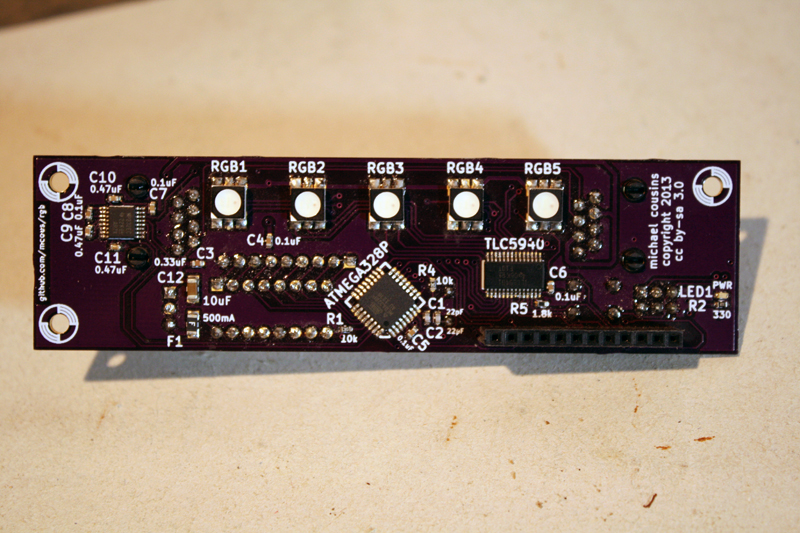 RGB1
RGB2
RGB3
RGB4
RGB5
C10
0.47uF
0.1uF
C7
C8
0.1uF
C9
0.47uF
C11
0.47uF
github.com/mcous/rgb
C4
0.1uF
C3
0.33uF
C12
10uF
500mA
F1
ATMEGA328P
R1
10k
R4
10k
C1
22pF
C2
22pF
C5
0.1uF
TLC5940
C6
0.1uF
R5
1.8k
michael cousins
copyright 2013
cc by-sa 3.0
PWR
LED1
R2
330